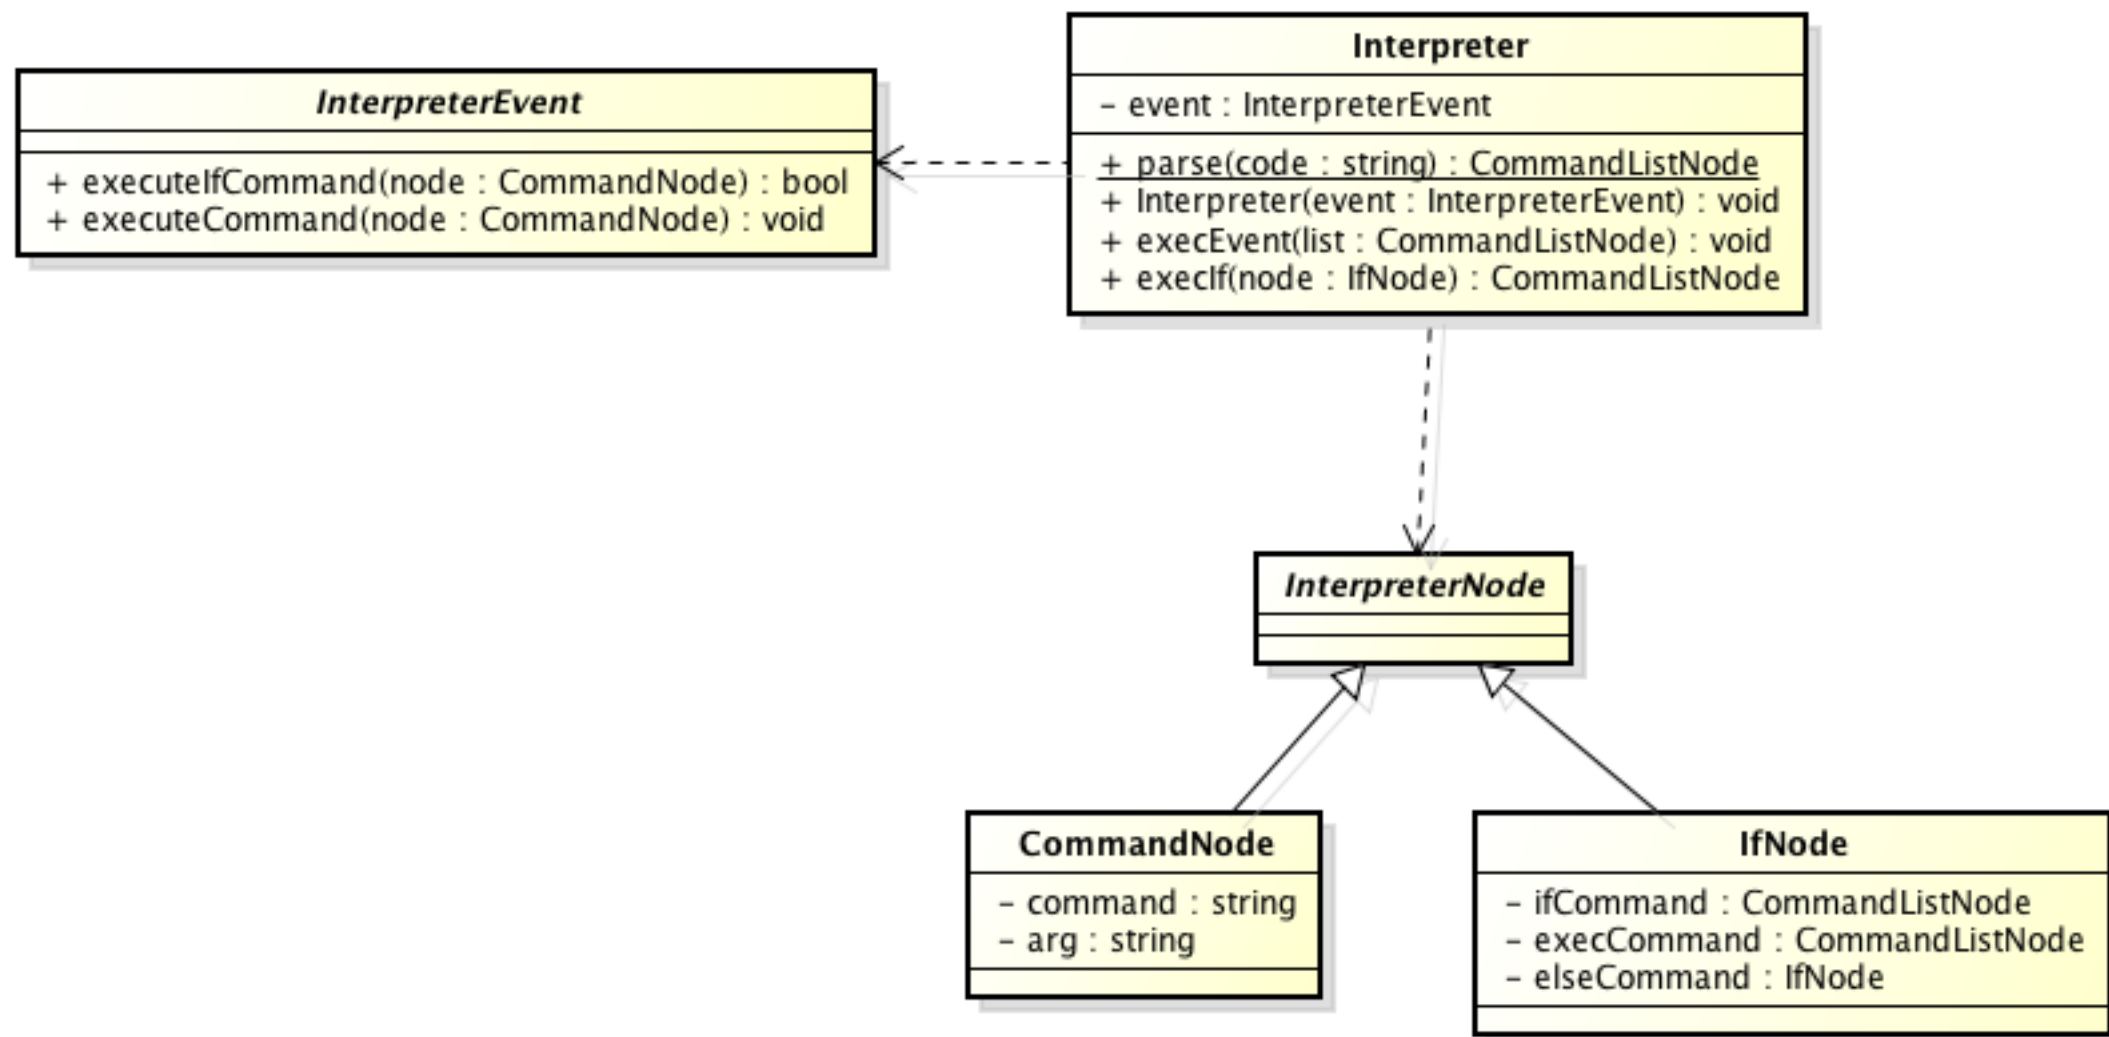 InterpreterEvent
+ executeIfCommand(node : CommandNode) : bool
+ executeCommand(node : CommandNode) : void
Interpreter
- event : InterpreterEvent
+ parse(code : string) : CommandListNode
+ Interpreter(event : InterpreterEvent) : void
+ execEvent(list : CommandListNode) : void
+ execIf(node : IfNode) : CommandListNode
InterpreterNode
CommandNode
- command : string
- arg : string
IfNode
- ifCommand : CommandListNode
- execCommand : CommandListNode
- elseCommand : IfNode